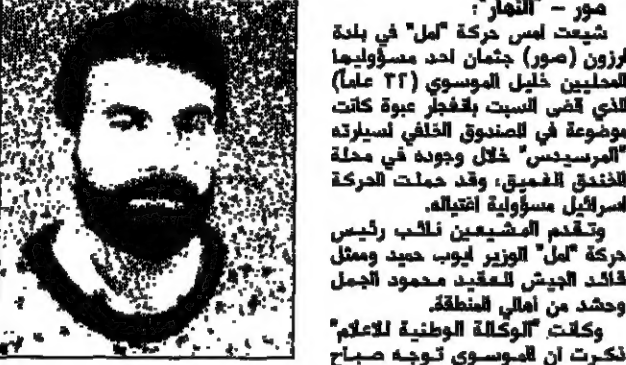 صور – "النهار":
شيعت امس حركة "امل" في بلدة
ارزون (صور) جثمان احد مسؤوليها
المحليين خليل الموسوي (٣٢ عاماً)
الذي قضى السبت بانفجار عبوة كانت
موضوعة في الصندوق الخلفي لسيارته
"المرسيدس" خلال وجوده في محلة
الخندق الغميق، وقد حملت الحركة
اسرائيل مسؤولية اغتياله.
وتقدم المشيعين نائب رئيس
حركة "امل" الوزير ايوب حميد وممثل
قائد الجيش العقيد محمود الجمل
وحشد من اهالي المنطقة.
وكانت "الوكالة الوطنية للاعلام"
ذكرت ان الموسوي توجه صباح